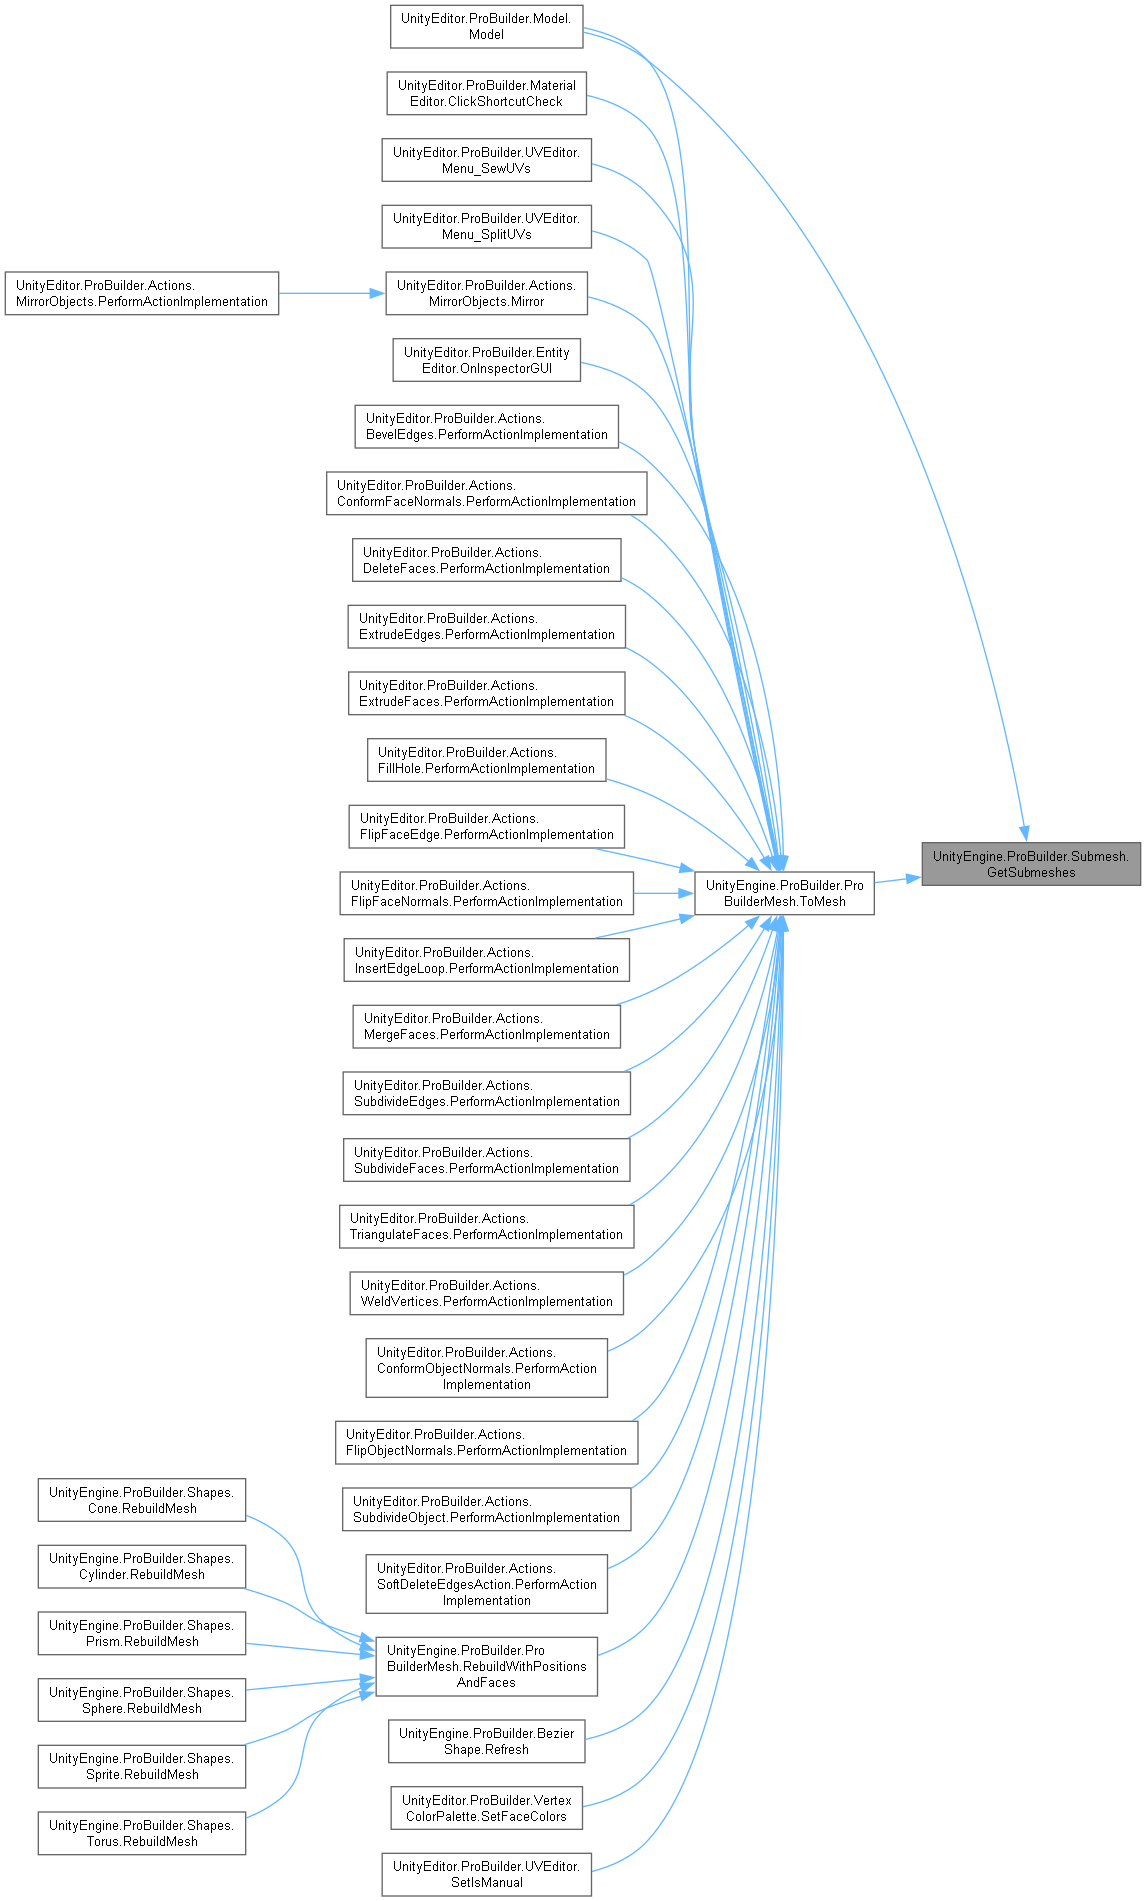 UnityEditor.ProBuilder.Model.
Model
UnityEditor.ProBuilder.Material
Editor.ClickShortcutCheck
UnityEditor.ProBuilder.UVEditor.
Menu_SewUVs
UnityEditor.ProBuilder.UVEditor.
Menu_SplitUVs
UnityEditor.ProBuilder.Actions.
MirrorObjects.PerformActionImplementation
UnityEditor.ProBuilder.Actions.
MirrorObjects.Mirror
UnityEditor.ProBuilder.Entity
Editor.OnInspectorGUI
UnityEditor.ProBuilder.Actions.
BevelEdges.PerformActionImplementation
UnityEditor.ProBuilder.Actions.
ConformFaceNormals.PerformActionImplementation
UnityEditor.ProBuilder.Actions.
DeleteFaces.PerformActionImplementation
UnityEditor.ProBuilder.Actions.
ExtrudeEdges.PerformActionImplementation
UnityEditor.ProBuilder.Actions.
ExtrudeFaces.PerformActionImplementation
UnityEditor.ProBuilder.Actions.
FillHole.PerformActionImplementation
UnityEditor.ProBuilder.Actions.
FlipFaceEdge.PerformActionImplementation
UnityEngine.ProBuilder.Submesh.
GetSubmeshes
UnityEditor.ProBuilder.Actions.
FlipFaceNormals.PerformActionImplementation
UnityEngine.ProBuilder.Pro
BuilderMesh.ToMesh
UnityEditor.ProBuilder.Actions.
InsertEdgeLoop.PerformActionImplementation
UnityEditor.ProBuilder.Actions.
MergeFaces.PerformActionImplementation
UnityEditor.ProBuilder.Actions.
SubdivideEdges.PerformActionImplementation
UnityEditor.ProBuilder.Actions.
SubdivideFaces.PerformActionImplementation
UnityEditor.ProBuilder.Actions.
TriangulateFaces.PerformActionImplementation
UnityEditor.ProBuilder.Actions.
WeldVertices.PerformActionImplementation
UnityEditor.ProBuilder.Actions.
ConformObjectNormals.PerformAction
Implementation
UnityEditor.ProBuilder.Actions.
FlipObjectNormals.PerformActionImplementation
UnityEditor.ProBuilder.Actions.
SubdivideObject.PerformActionImplementation
UnityEditor.ProBuilder.Actions.
SoftDeleteEdgesAction.PerformAction
Implementation
UnityEngine.ProBuilder.Shapes.
Cone.RebuildMesh
UnityEngine.ProBuilder.Shapes.
Cylinder.RebuildMesh
UnityEngine.ProBuilder.Shapes.
Prism.RebuildMesh
UnityEngine.ProBuilder.Shapes.
Sphere.RebuildMesh
UnityEngine.ProBuilder.Shapes.
Sprite.RebuildMesh
UnityEngine.ProBuilder.Shapes.
Torus.RebuildMesh
UnityEngine.ProBuilder.Pro
BuilderMesh.RebuildWithPositions
AndFaces
UnityEngine.ProBuilder.Bezier
Shape.Refresh
UnityEditor.ProBuilder.Vertex
ColorPalette.SetFaceColors
UnityEditor.ProBuilder.UVEditor.
SetIsManual